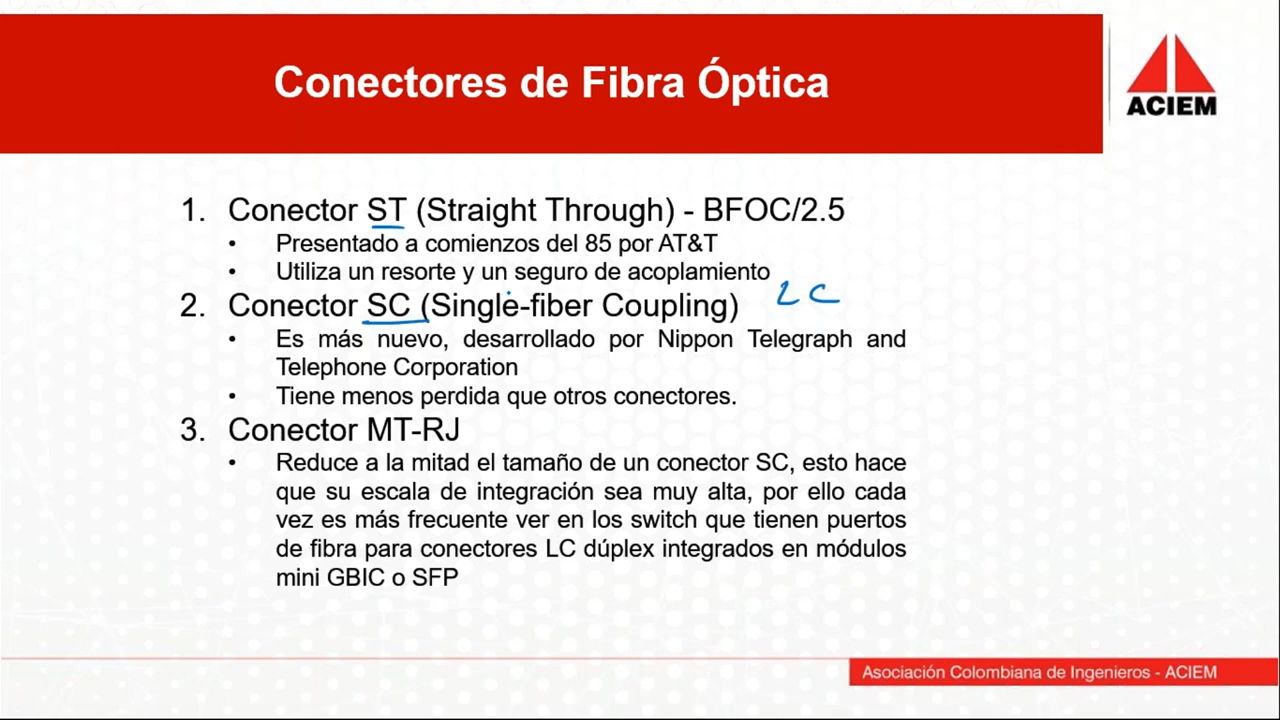 Conectores de Fibra Óptica
ACIEM
1. Conector ST (Straight Through) - BFOC/2.5
• Presentado a comienzos del 85 por AT&T
• Utiliza un resorte y un seguro de acoplamiento
2. Conector SC (Single-fiber Coupling)
LC
• Es más nuevo, desarrollado por Nippon Telegraph and
Telephone Corporation
• Tiene menos perdida que otros conectores.
3. Conector MT-RJ
• Reduce a la mitad el tamaño de un conector SC, esto hace
que su escala de integración sea muy alta, por ello cada
vez es más frecuente ver en los switch que tienen puertos
de fibra para conectores LC dúplex integrados en módulos
mini GBIC o SFP
Asociación Colombiana de Ingenieros - ACIEM